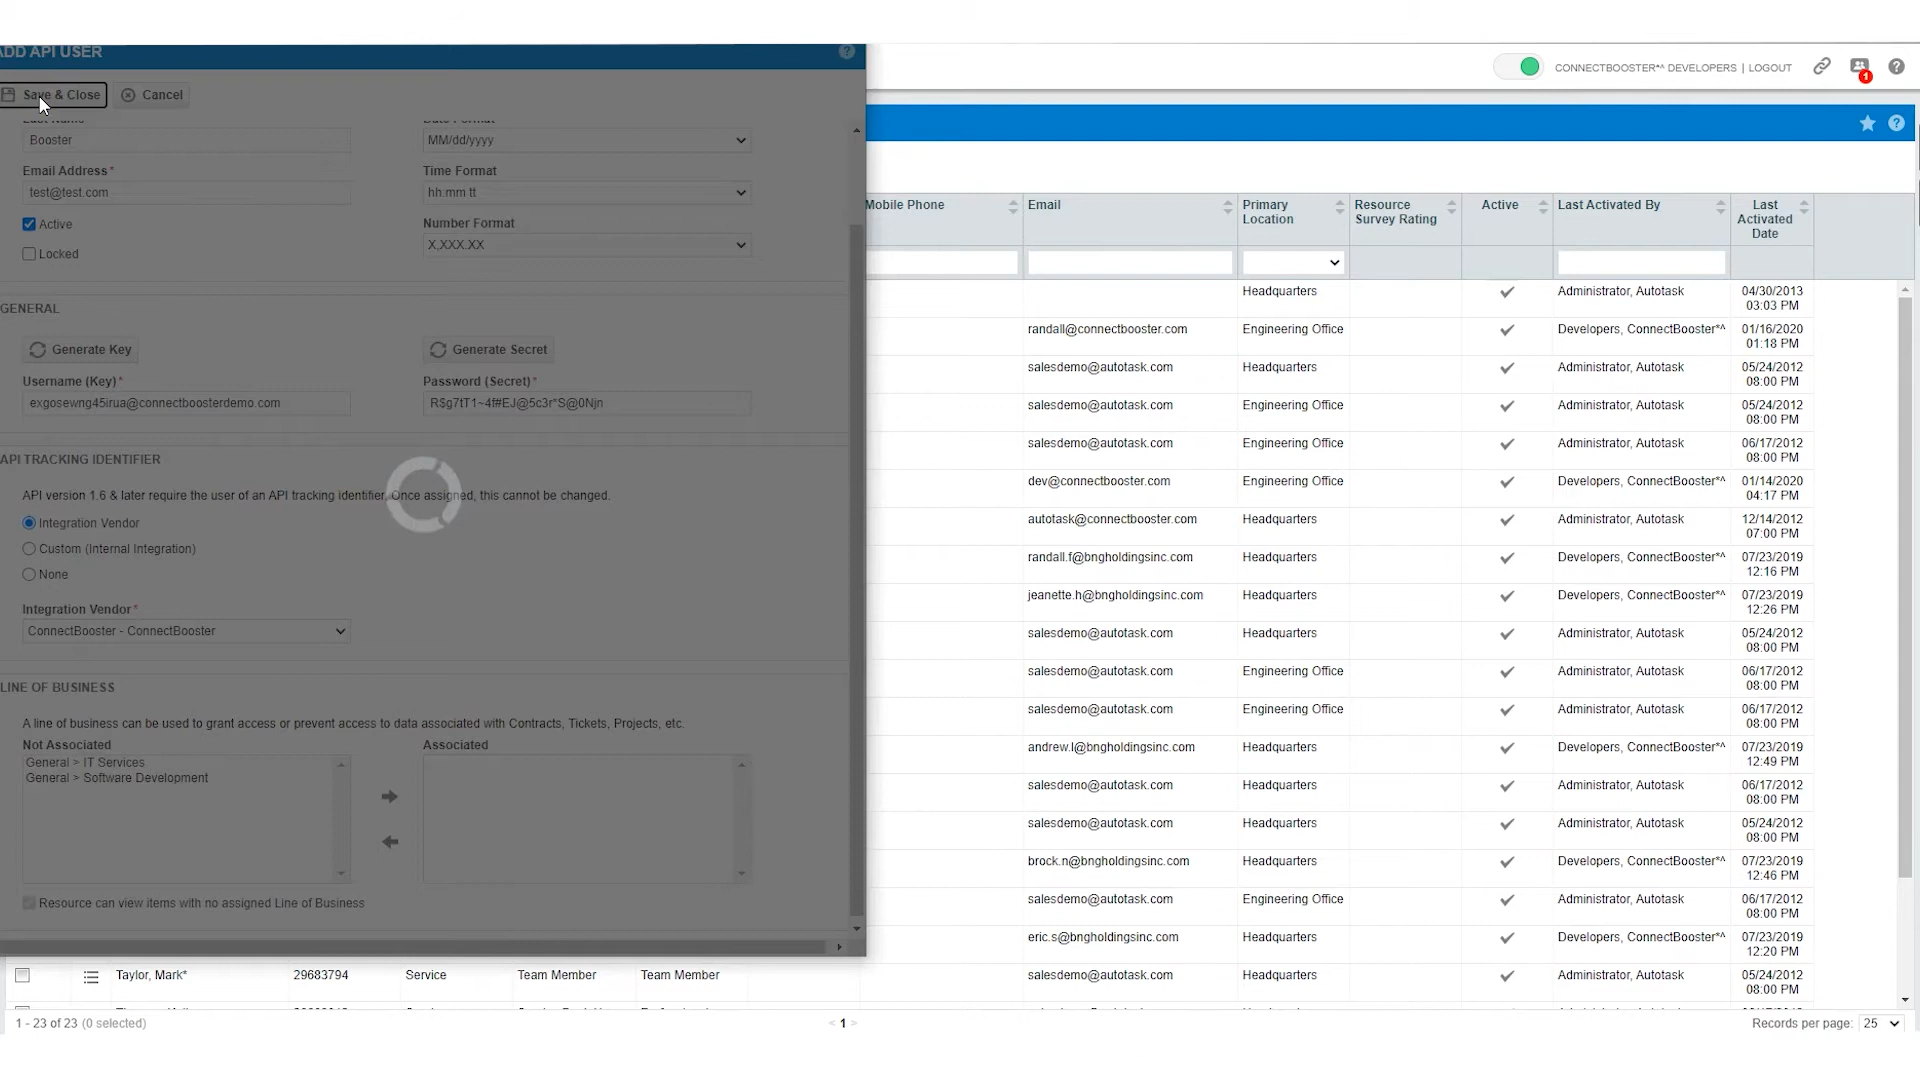 ADD API USER
CONNECTBOOSTER*^ DEVELOPERS | LOGOUT
1
Save & Close
Cancel
Last Name
Booster
Date Format
MM/dd/yyyy
Email Address*
test@test.com
Time Format
hh:mm tt
Active
Locked
Number Format
X,XXX.XX
GENERAL
Generate Key
Generate Secret
Username (Key)*
exgosewng45irua@connectboosterdemo.com
Password (Secret)*
R$g7tT1~4f#EJ@5c3r*S@0Njn
API TRACKING IDENTIFIER
API version 1.6 & later require the user of an API tracking identifier. Once assigned, this cannot be changed.
Integration Vendor
Custom (Internal Integration)
None
Integration Vendor*
ConnectBooster - ConnectBooster
LINE OF BUSINESS
A line of business can be used to grant access or prevent access to data associated with Contracts, Tickets, Projects, etc.
Not Associated
Associated
General > IT Services
General > Software Development
Resource can view items with no assigned Line of Business
Mobile Phone Email Primary Location Resource Survey Rating Active Last Activated By Last Activated Date
Headquarters Administrator, Autotask 04/30/2013 03:03 PM
randall@connectbooster.com Engineering Office Developers, ConnectBooster*^ 01/16/2020 01:18 PM
salesdemo@autotask.com Headquarters Administrator, Autotask 05/24/2012 08:00 PM
salesdemo@autotask.com Engineering Office Administrator, Autotask 05/24/2012 08:00 PM
salesdemo@autotask.com Engineering Office Administrator, Autotask 06/17/2012 08:00 PM
dev@connectbooster.com Engineering Office Developers, ConnectBooster*^ 01/14/2020 04:17 PM
autotask@connectbooster.com Headquarters Administrator, Autotask 12/14/2012 07:00 PM
randall.f@bngholdingsinc.com Headquarters Developers, ConnectBooster*^ 07/23/2019 12:16 PM
jeanette.h@bngholdingsinc.com Headquarters Developers, ConnectBooster*^ 07/23/2019 12:26 PM
salesdemo@autotask.com Headquarters Administrator, Autotask 05/24/2012 08:00 PM
salesdemo@autotask.com Engineering Office Administrator, Autotask 06/17/2012 08:00 PM
salesdemo@autotask.com Engineering Office Administrator, Autotask 06/17/2012 08:00 PM
andrew.l@bngholdingsinc.com Headquarters Developers, ConnectBooster*^ 07/23/2019 12:49 PM
salesdemo@autotask.com Headquarters Administrator, Autotask 06/17/2012 08:00 PM
salesdemo@autotask.com Headquarters Administrator, Autotask 05/24/2012 08:00 PM
brock.n@bngholdingsinc.com Headquarters Developers, ConnectBooster*^ 07/23/2019 12:46 PM
salesdemo@autotask.com Engineering Office Administrator, Autotask 06/17/2012 08:00 PM
eric.s@bngholdingsinc.com Headquarters Developers, ConnectBooster*^ 07/23/2019 12:20 PM
Taylor, Mark* 29683794 Service Team Member Team Member salesdemo@autotask.com Headquarters Administrator, Autotask 05/24/2012 08:00 PM
1 - 23 of 23 (0 selected)
< 1 >
Records per page: 25